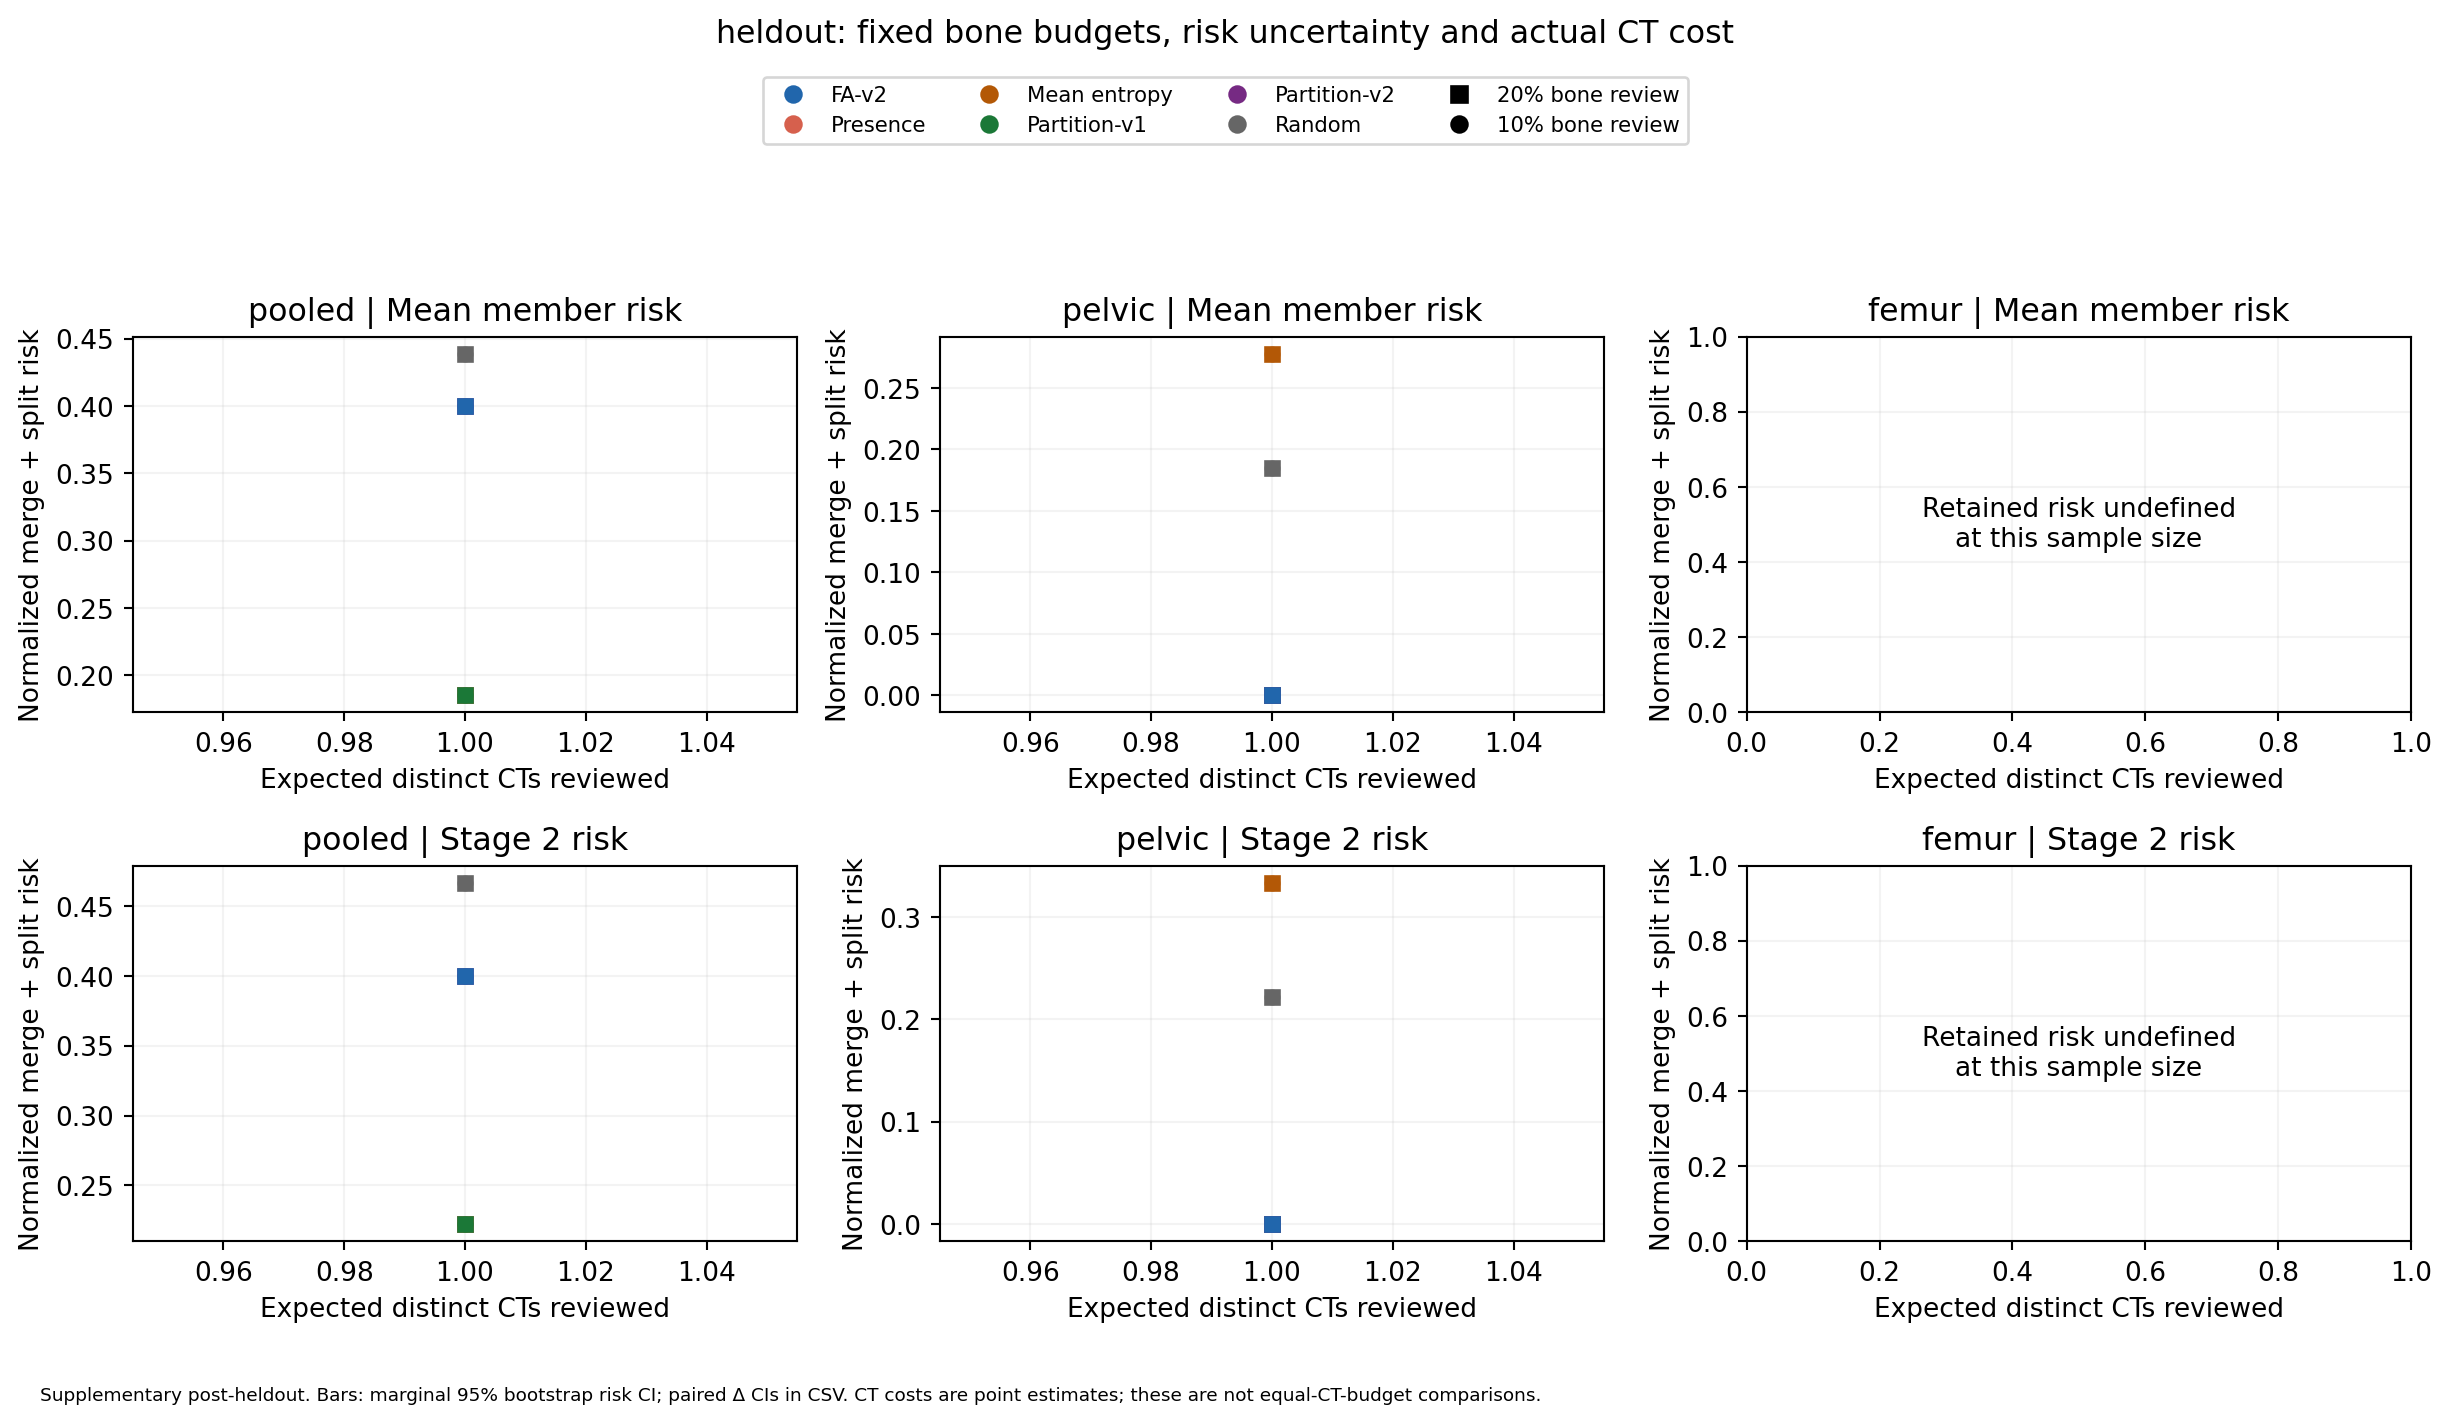 heldout: fixed bone budgets, risk uncertainty and actual CT cost
FA-v2
Presence
Mean entropy
Partition-v1
Partition-v2
Random
20% bone review
10% bone review
pooled | Mean member risk
Normalized merge + split risk
0.45
0.40
0.35
0.30
0.25
0.20
0.96 0.98 1.00 1.02 1.04
Expected distinct CTs reviewed
pelvic | Mean member risk
Normalized merge + split risk
0.25
0.20
0.15
0.10
0.05
0.00
0.96 0.98 1.00 1.02 1.04
Expected distinct CTs reviewed
femur | Mean member risk
Normalized merge + split risk
1.0
0.8
0.6
0.4
0.2
0.0
Retained risk undefined
at this sample size
0.0 0.2 0.4 0.6 0.8 1.0
Expected distinct CTs reviewed
pooled | Stage 2 risk
Normalized merge + split risk
0.45
0.40
0.35
0.30
0.25
0.96 0.98 1.00 1.02 1.04
Expected distinct CTs reviewed
pelvic | Stage 2 risk
Normalized merge + split risk
0.3
0.2
0.1
0.0
0.96 0.98 1.00 1.02 1.04
Expected distinct CTs reviewed
femur | Stage 2 risk
Normalized merge + split risk
1.0
0.8
0.6
0.4
0.2
0.0
Retained risk undefined
at this sample size
0.0 0.2 0.4 0.6 0.8 1.0
Expected distinct CTs reviewed
Supplementary post-heldout. Bars: marginal 95% bootstrap risk CI; paired Δ CIs in CSV. CT costs are point estimates; these are not equal-CT-budget comparisons.